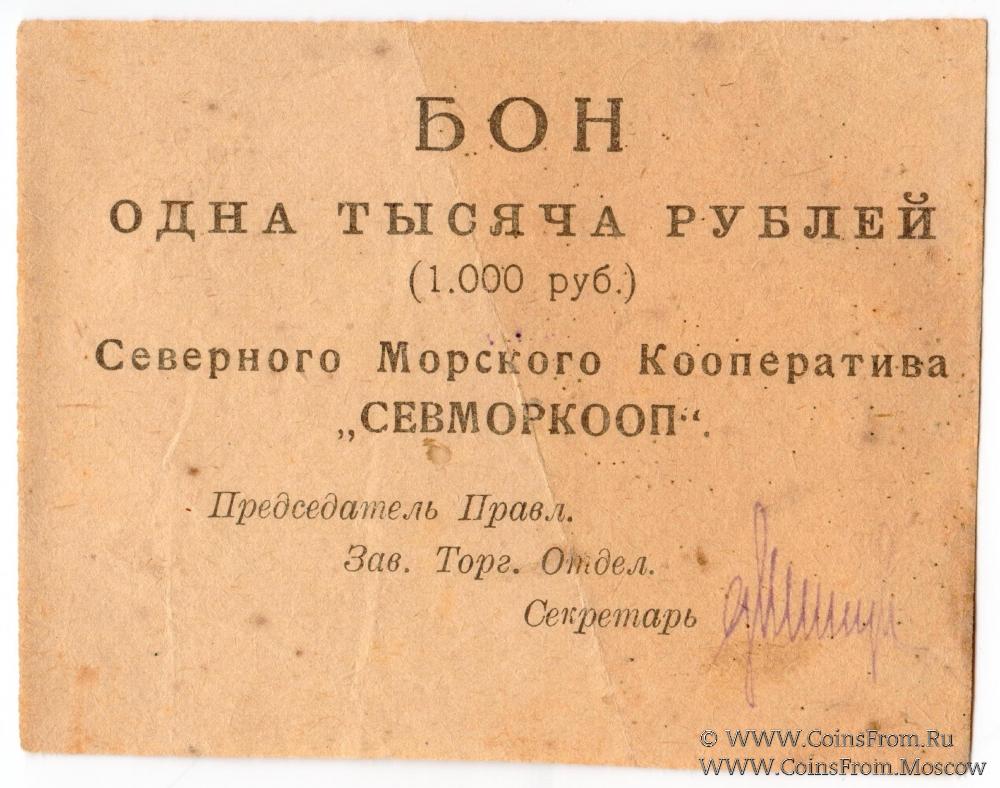 БОН
ОДНА ТЫСЯЧА РУБЛЕЙ
(1.000 руб.)
Северного Морского Кооператива
„СЕВМОРКООП“.
Председатель Правл.
Зав. Торг. Отдел.
Секретарь
© WWW.CoinsFrom.Ru
WWW.CoinsFrom.Moscow